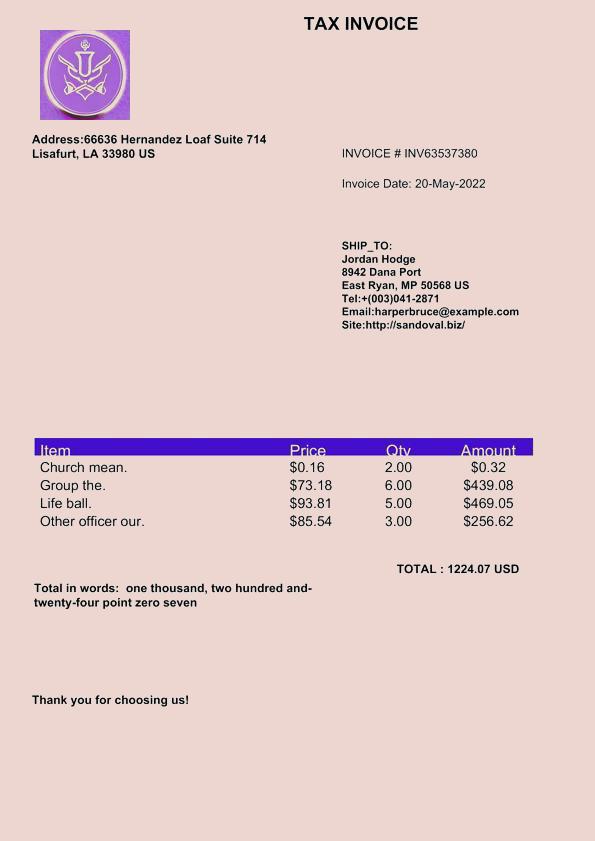 TAX INVOICE
Address:66636 Hernandez Loaf Suite 714
Lisafurt, LA 33980 US
INVOICE # INV63537380
Invoice Date: 20-May-2022
SHIP_TO:
Jordan Hodge
8942 Dana Port
East Ryan, MP 50568 US
Tel:+(003)041-2871
Email:harperbruce@example.com
Site:http://sandoval.biz/
Item Price Qty Amount
Church mean. $0.16 2.00 $0.32
Group the. $73.18 6.00 $439.08
Life ball. $93.81 5.00 $469.05
Other officer our. $85.54 3.00 $256.62
TOTAL : 1224.07 USD
Total in words:  one thousand, two hundred and-
twenty-four point zero seven
Thank you for choosing us!